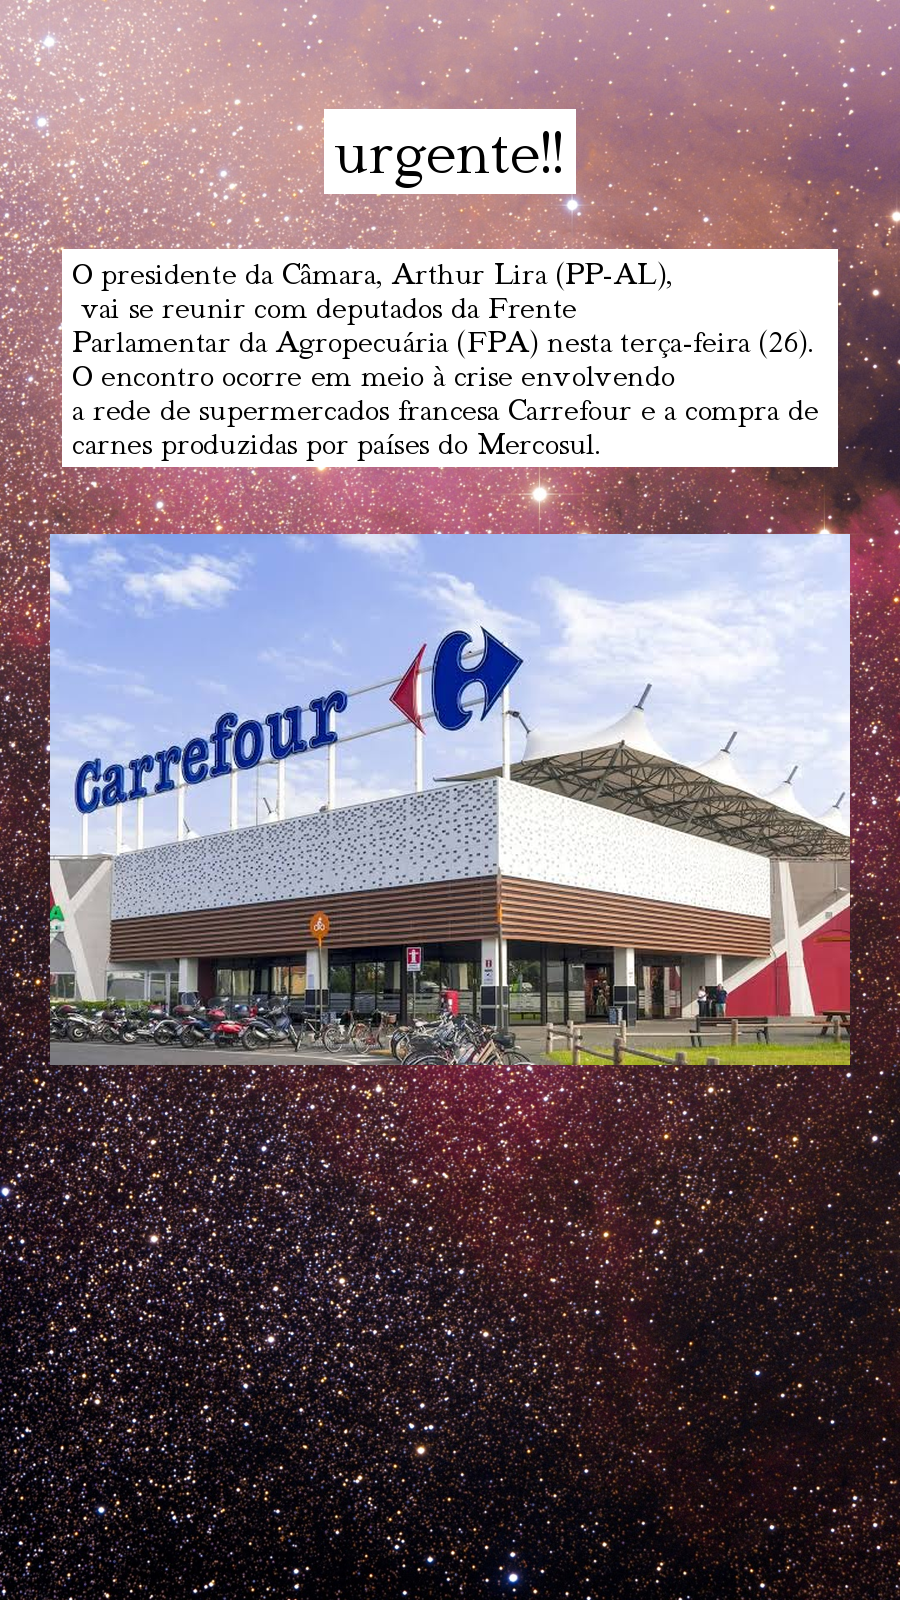 urgente!!
O presidente da Câmara, Arthur Lira (PP-AL),
vai se reunir com deputados da Frente
Parlamentar da Agropecuária (FPA) nesta terça-feira (26).
O encontro ocorre em meio à crise envolvendo
a rede de supermercados francesa Carrefour e a compra de
carnes produzidas por países do Mercosul.
Carrefour
A